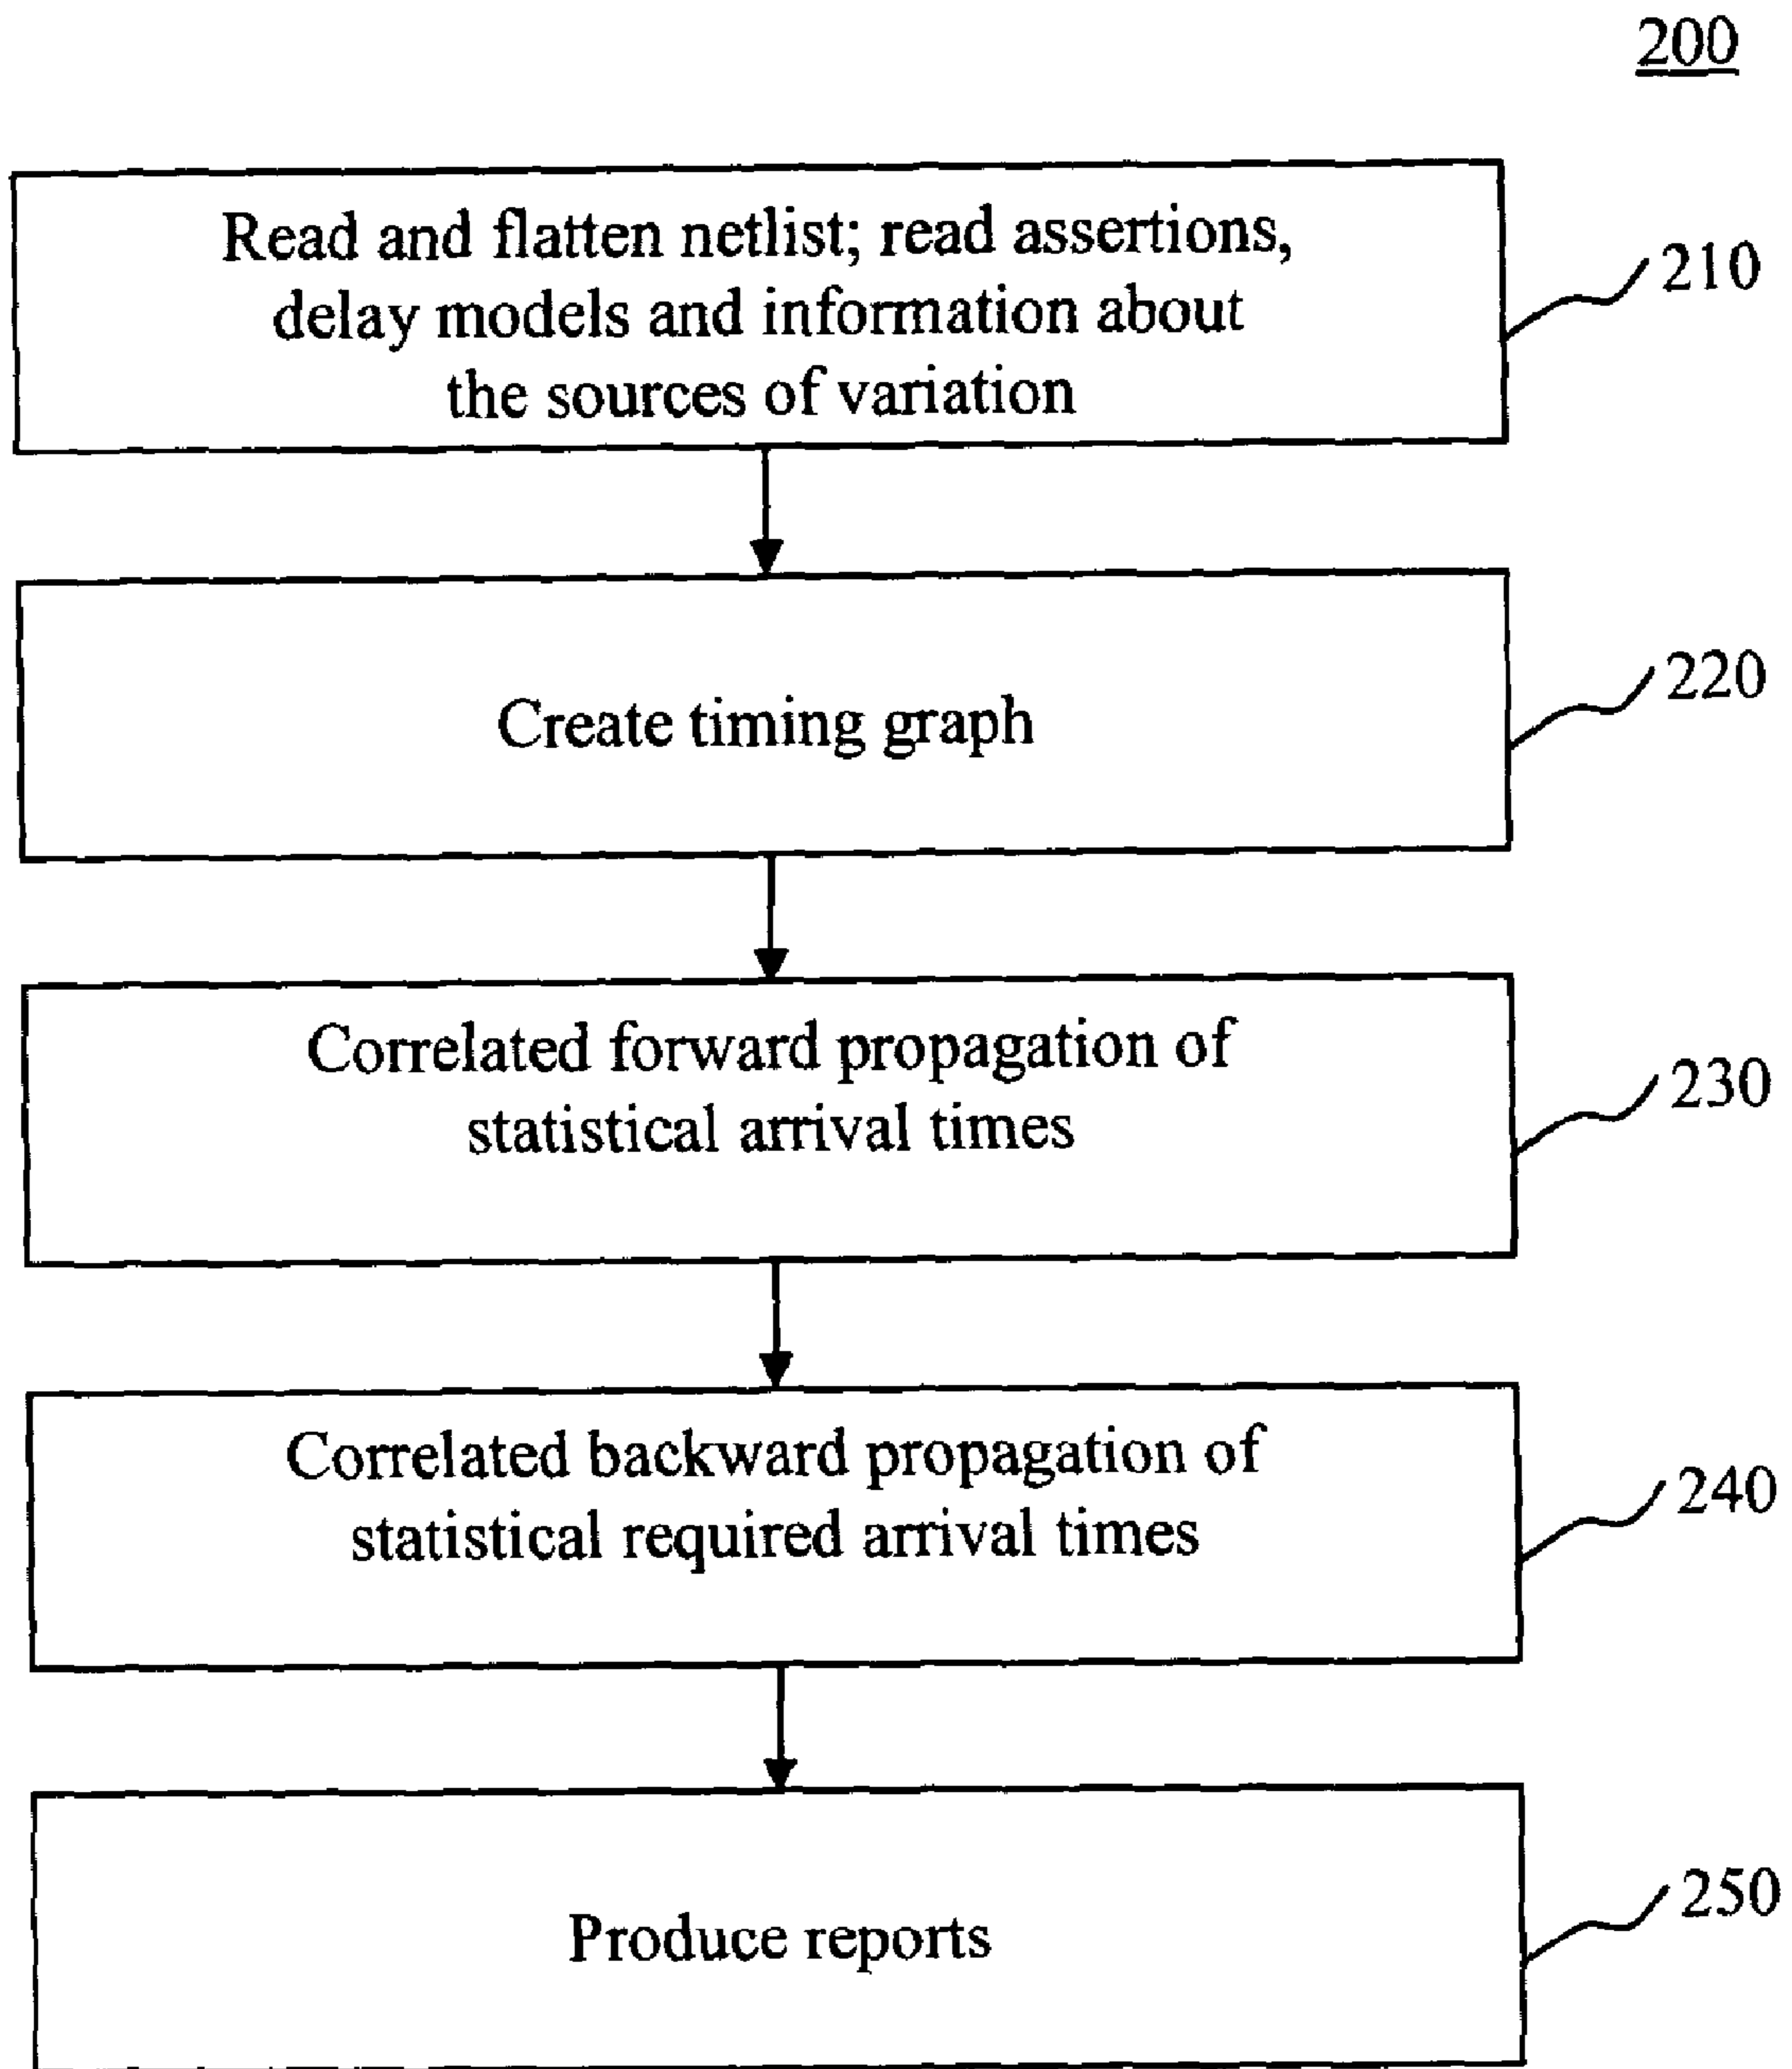 200
Read and flatten netlist; read assertions,
delay models and information about
the sources of variation
210
Create timing graph
220
Correlated forward propagation of
statistical arrival times
230
Correlated backward propagation of
statistical required arrival times
240
Produce reports
250